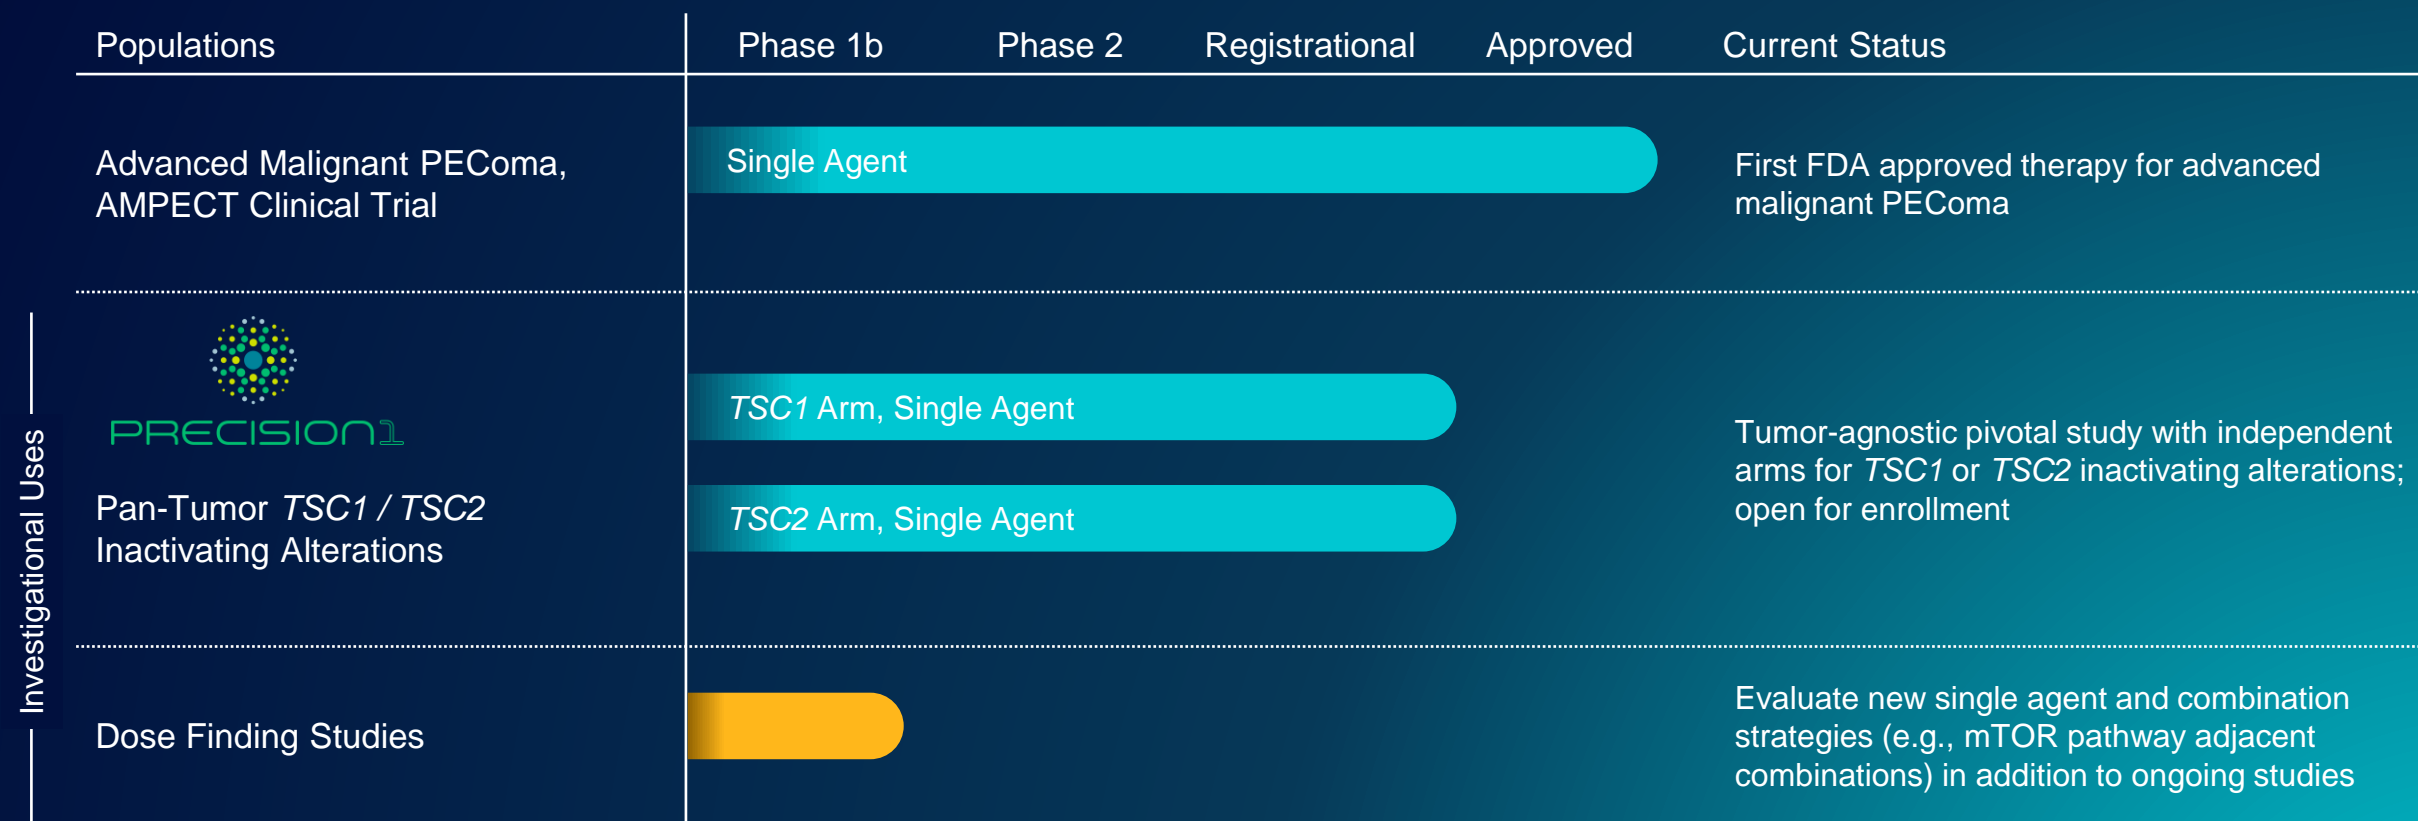 Populations
Phase 1b
Phase 2
Registrational
Approved
Current Status
Advanced Malignant PEComa,
AMPECT Clinical Trial
Single Agent
First FDA approved therapy for advanced
malignant PEComa
Investigational Uses
PRECISION1
Pan-Tumor TSC1 / TSC2
Inactivating Alterations
TSC1 Arm, Single Agent
TSC2 Arm, Single Agent
Tumor-agnostic pivotal study with independent
arms for TSC1 or TSC2 inactivating alterations;
open for enrollment
Dose Finding Studies
Evaluate new single agent and combination
strategies (e.g., mTOR pathway adjacent
combinations) in addition to ongoing studies